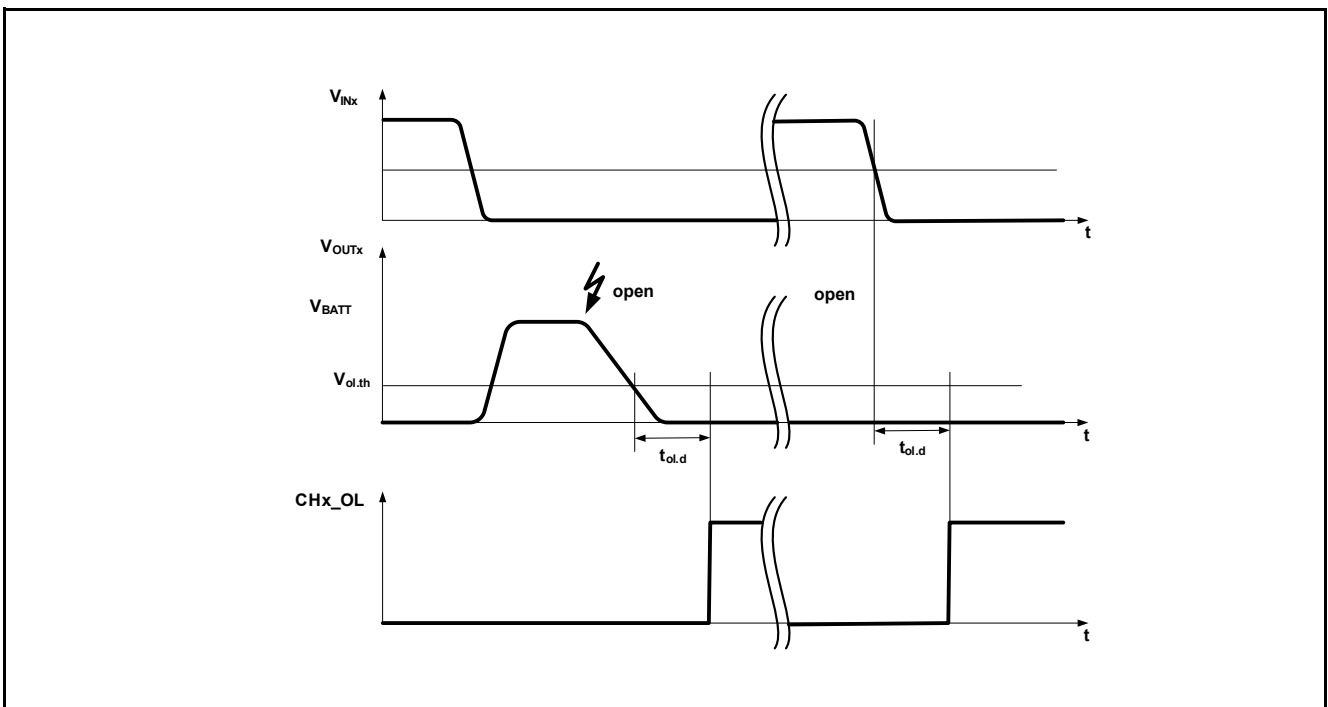 VINx
t
VOUTx
open
open
VBATT
Vol.th
t
tol.d
tol.d
CHx_OL
t